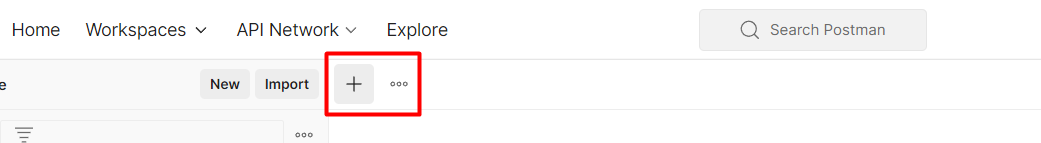 Home Workspaces API Network Explore Search Postman
e New Import